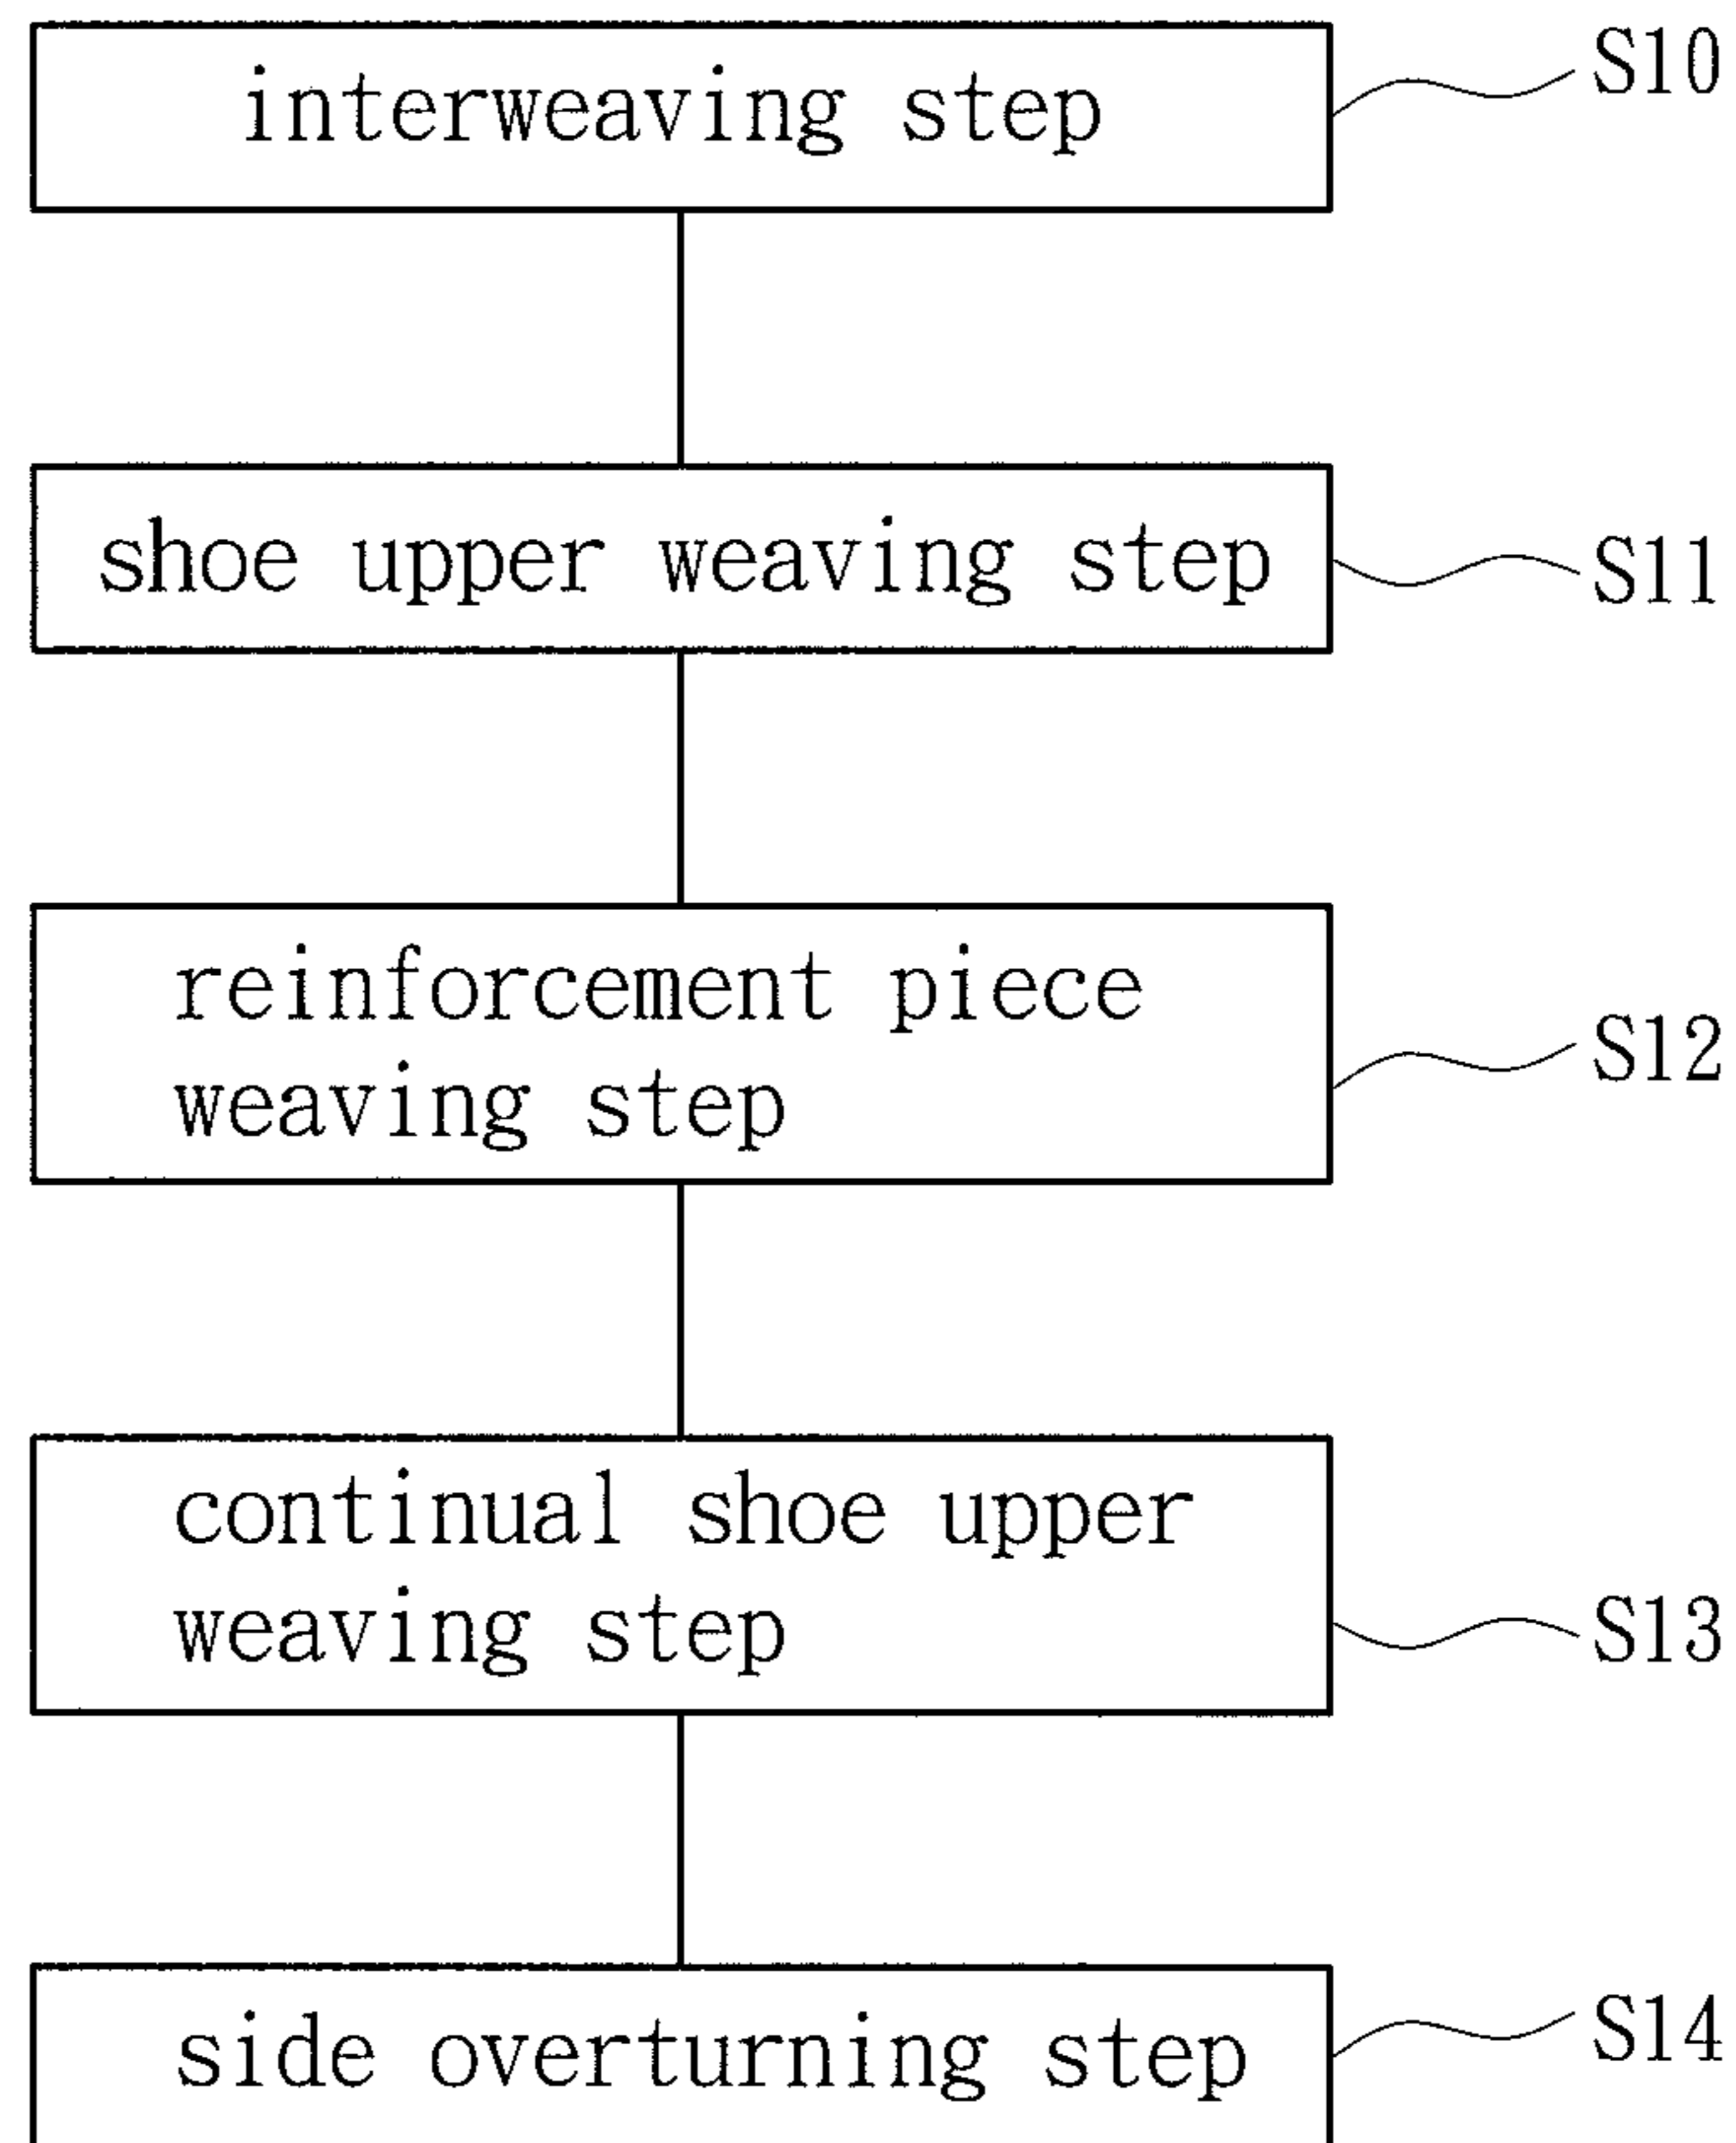 interweaving step
S10
shoe upper weaving step
S11
reinforcement piece
weaving step
S12
continual shoe upper
weaving step
S13
side overturning step
S14